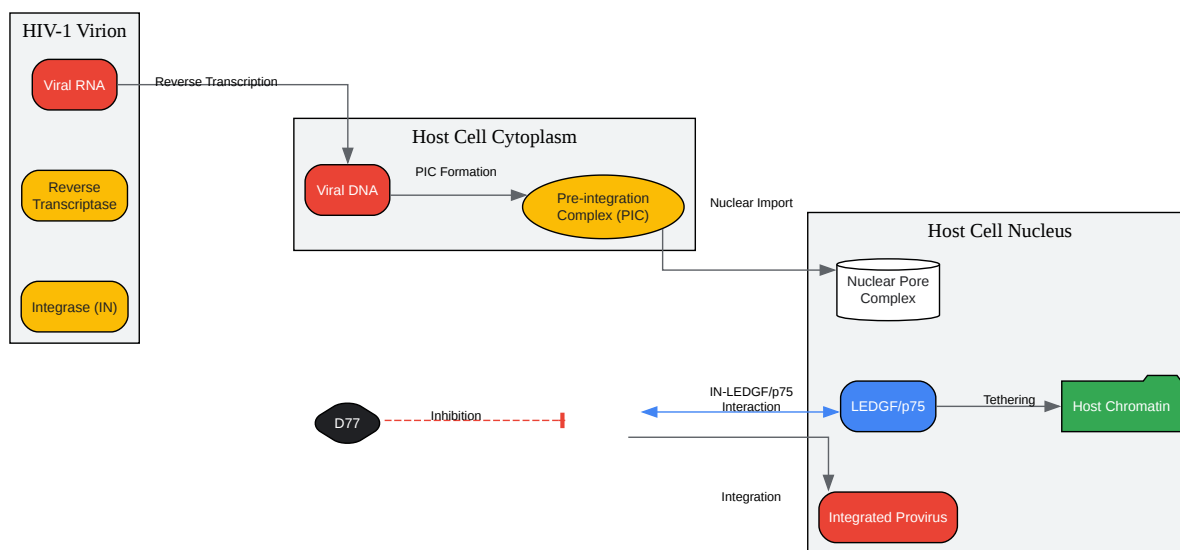 HIV-1 Virion
Viral RNA
Reverse Transcription
Reverse
Transcriptase
Integrase (IN)
Host Cell Cytoplasm
Viral DNA
PIC Formation
Pre-integration
Complex (PIC)
Nuclear Import
Host Cell Nucleus
Nuclear Pore
Complex
D77
Inhibition
IN-LEDGF/p75
Interaction
LEDGF/p75
Tethering
Host Chromatin
Integration
Integrated Provirus